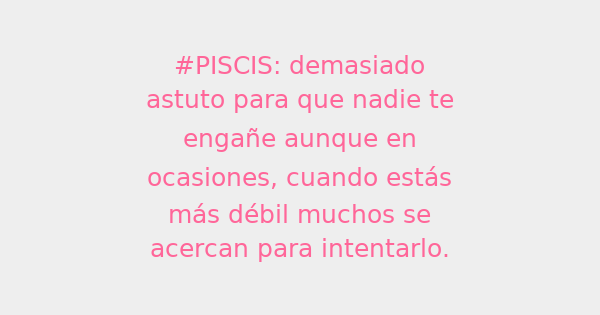 #PISCIS: demasiado
astuto para que nadie te
engañe aunque en
ocasiones, cuando estás
más débil muchos se
acercan para intentarlo.